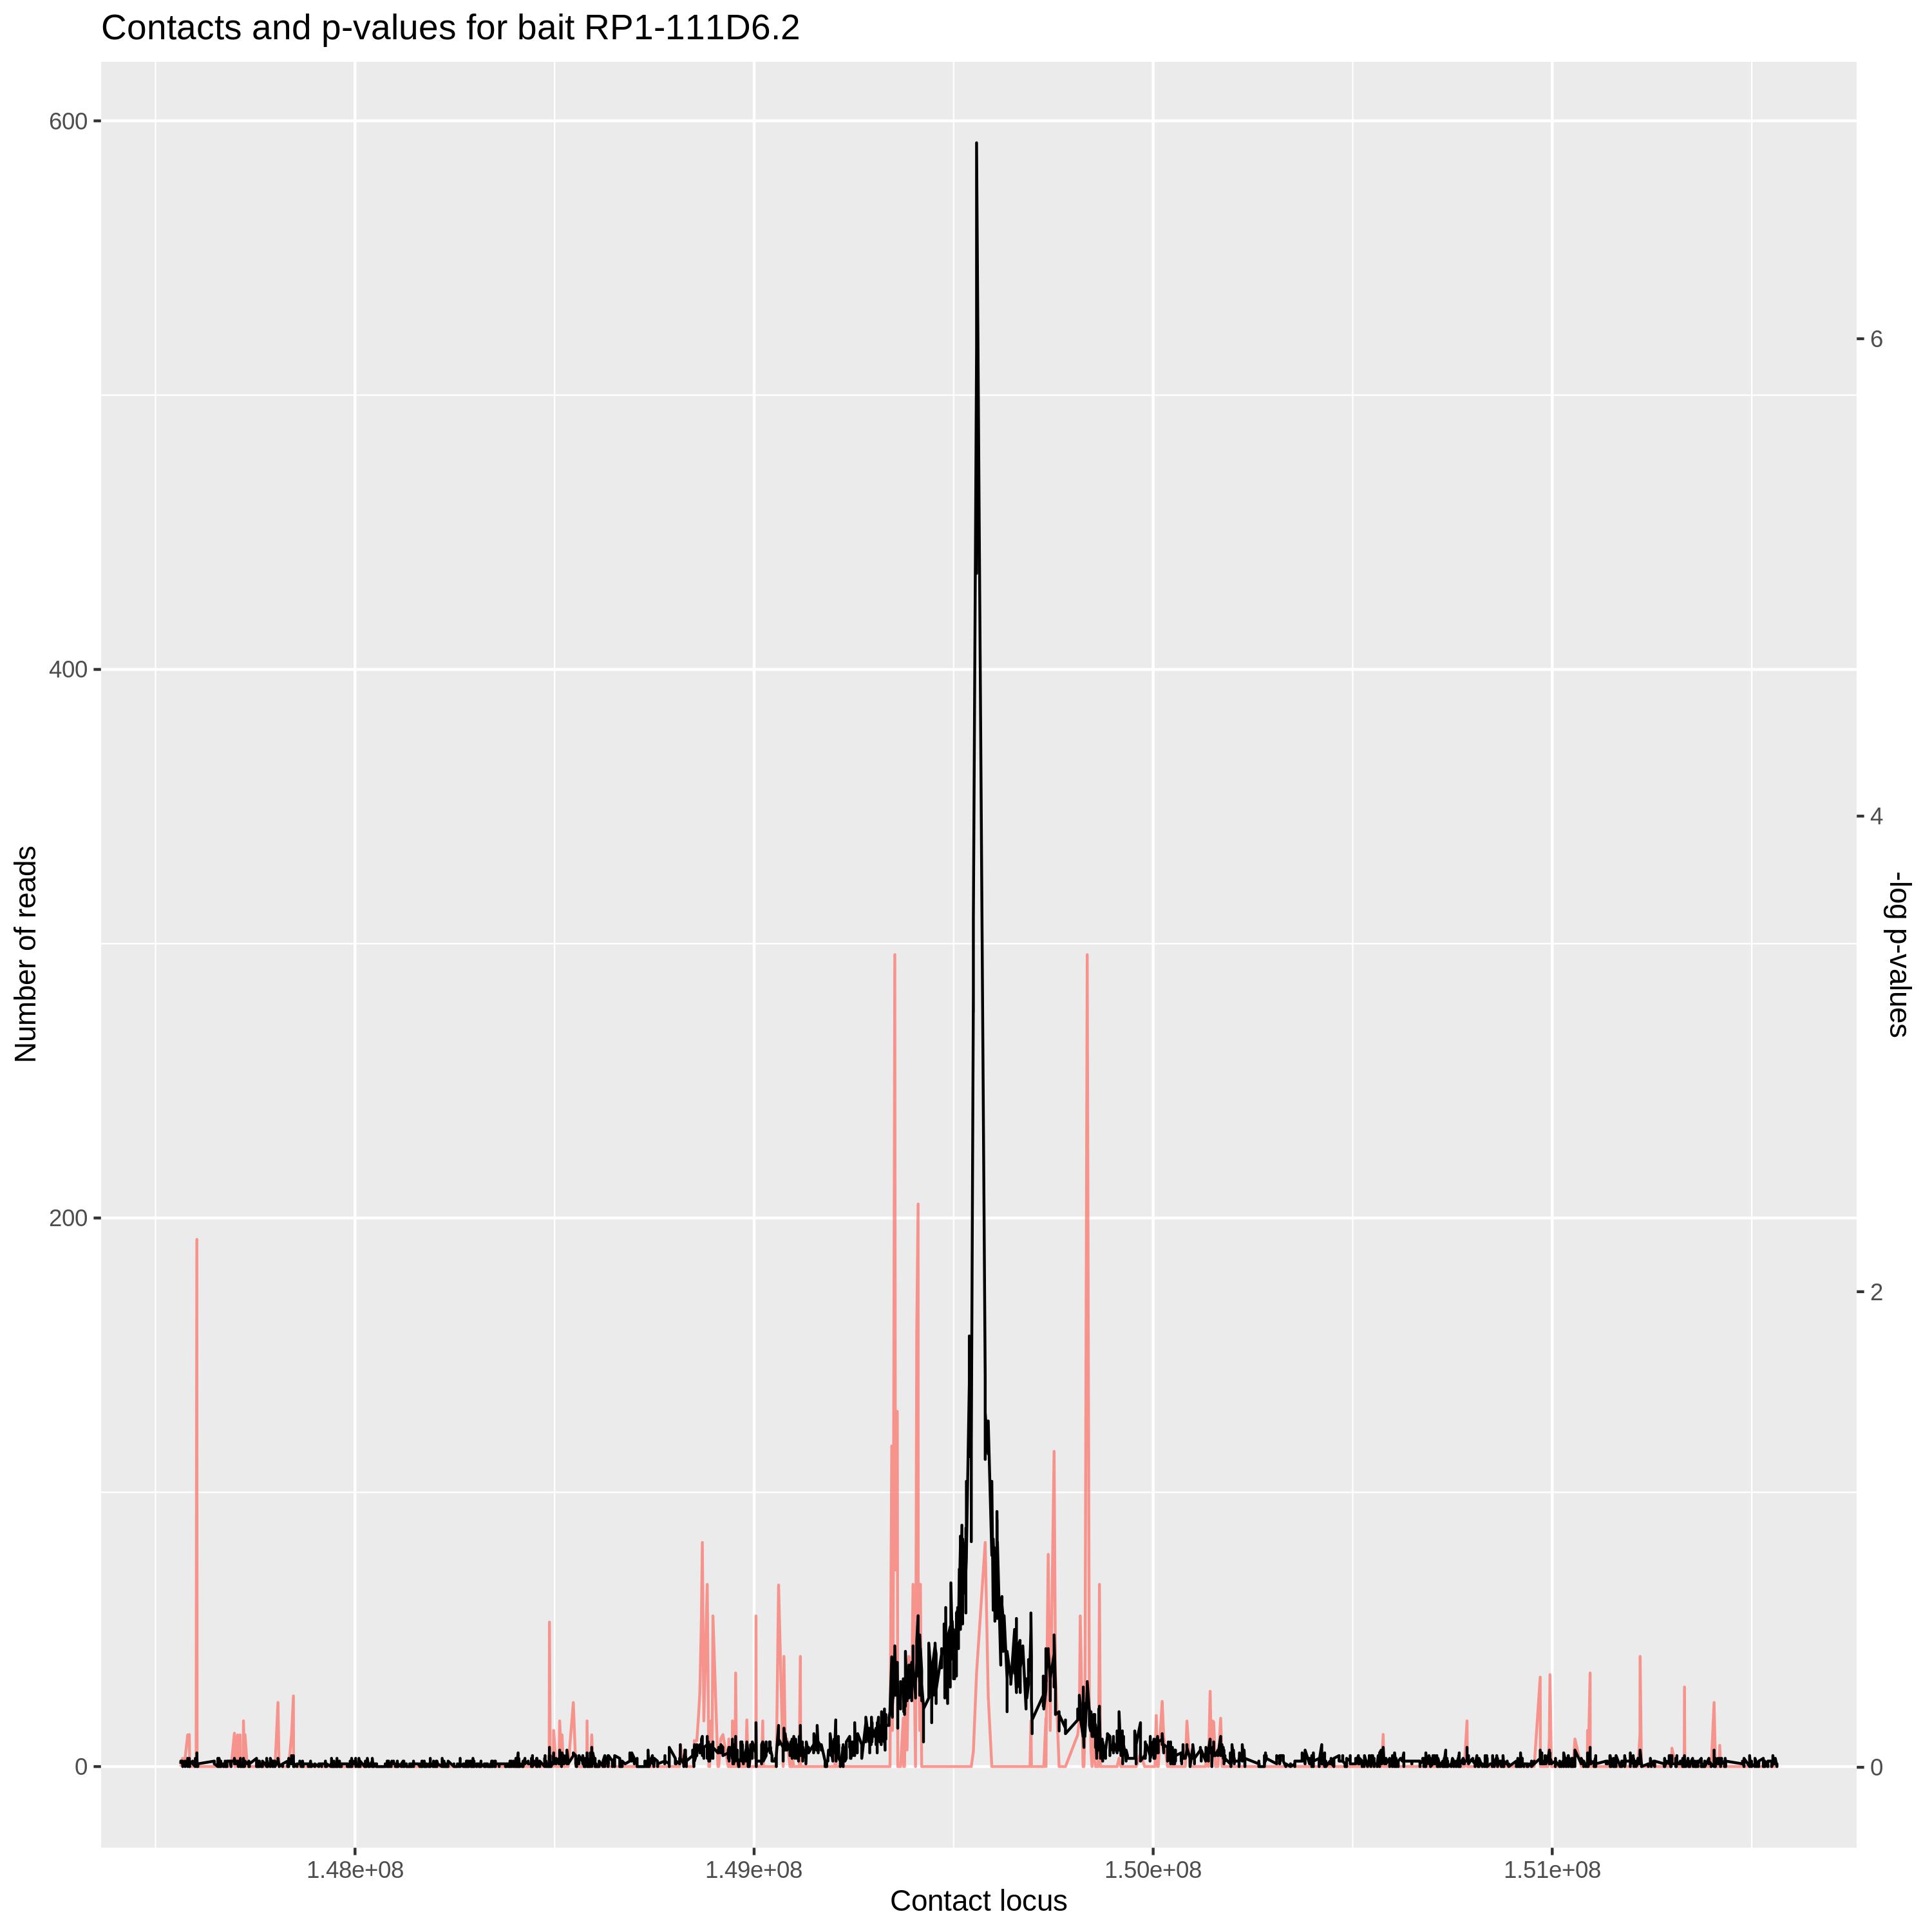 Contacts and p-values for bait RP1-111D6.2
600
400
200
0
Number of reads
6
4
2
0
-log p-values
1.48e+08
1.49e+08
1.50e+08
1.51e+08
Contact locus